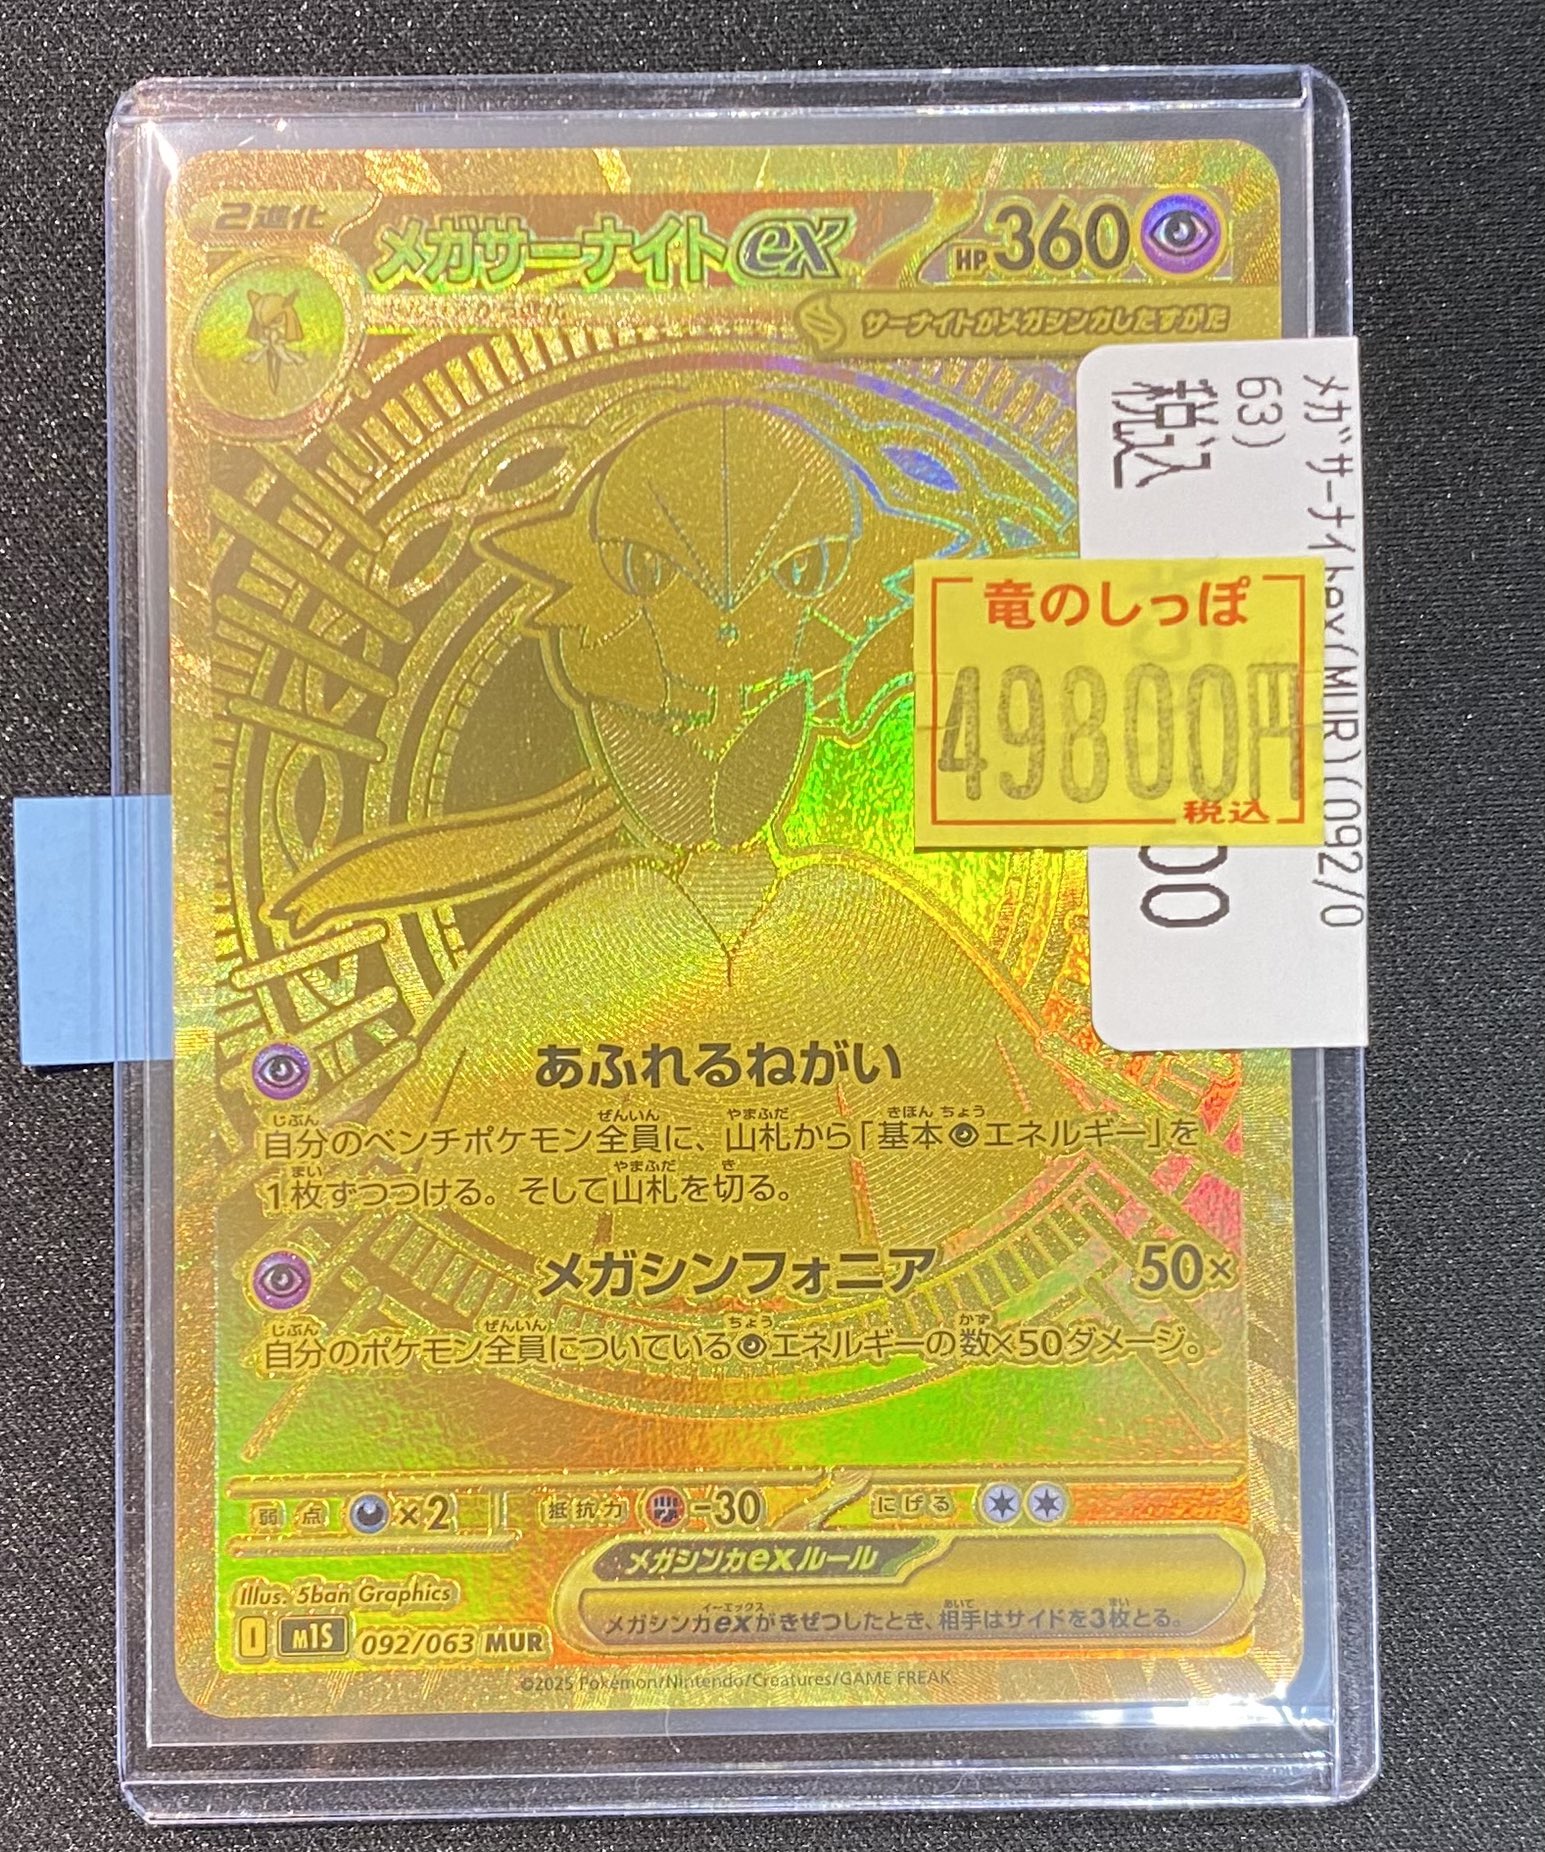 2進化
メガサーナイトex
HP360
サーナイトがメガシンカしたすがた
メガサーナイトex(MUR)(092/0
63)
税込
竜のしっぽ
49800円
税込
00
あふれるねがい
自分のベンチポケモン全員に、山札から「基本エネルギー」を
1枚ずつつける。そして山札を切る。
メガシンフォニア 50×
自分のポケモン全員についているエネルギーの数×50ダメージ。
弱点 ×2 抵抗力 -30 にげる
メガシンカexルール
メガシンカexがきぜつしたとき、相手はサイドを3枚とる。
Illus. 5ban Graphics
I M1S 092/063 MUR
©2025 Pokémon/Nintendo/Creatures/GAME FREAK.